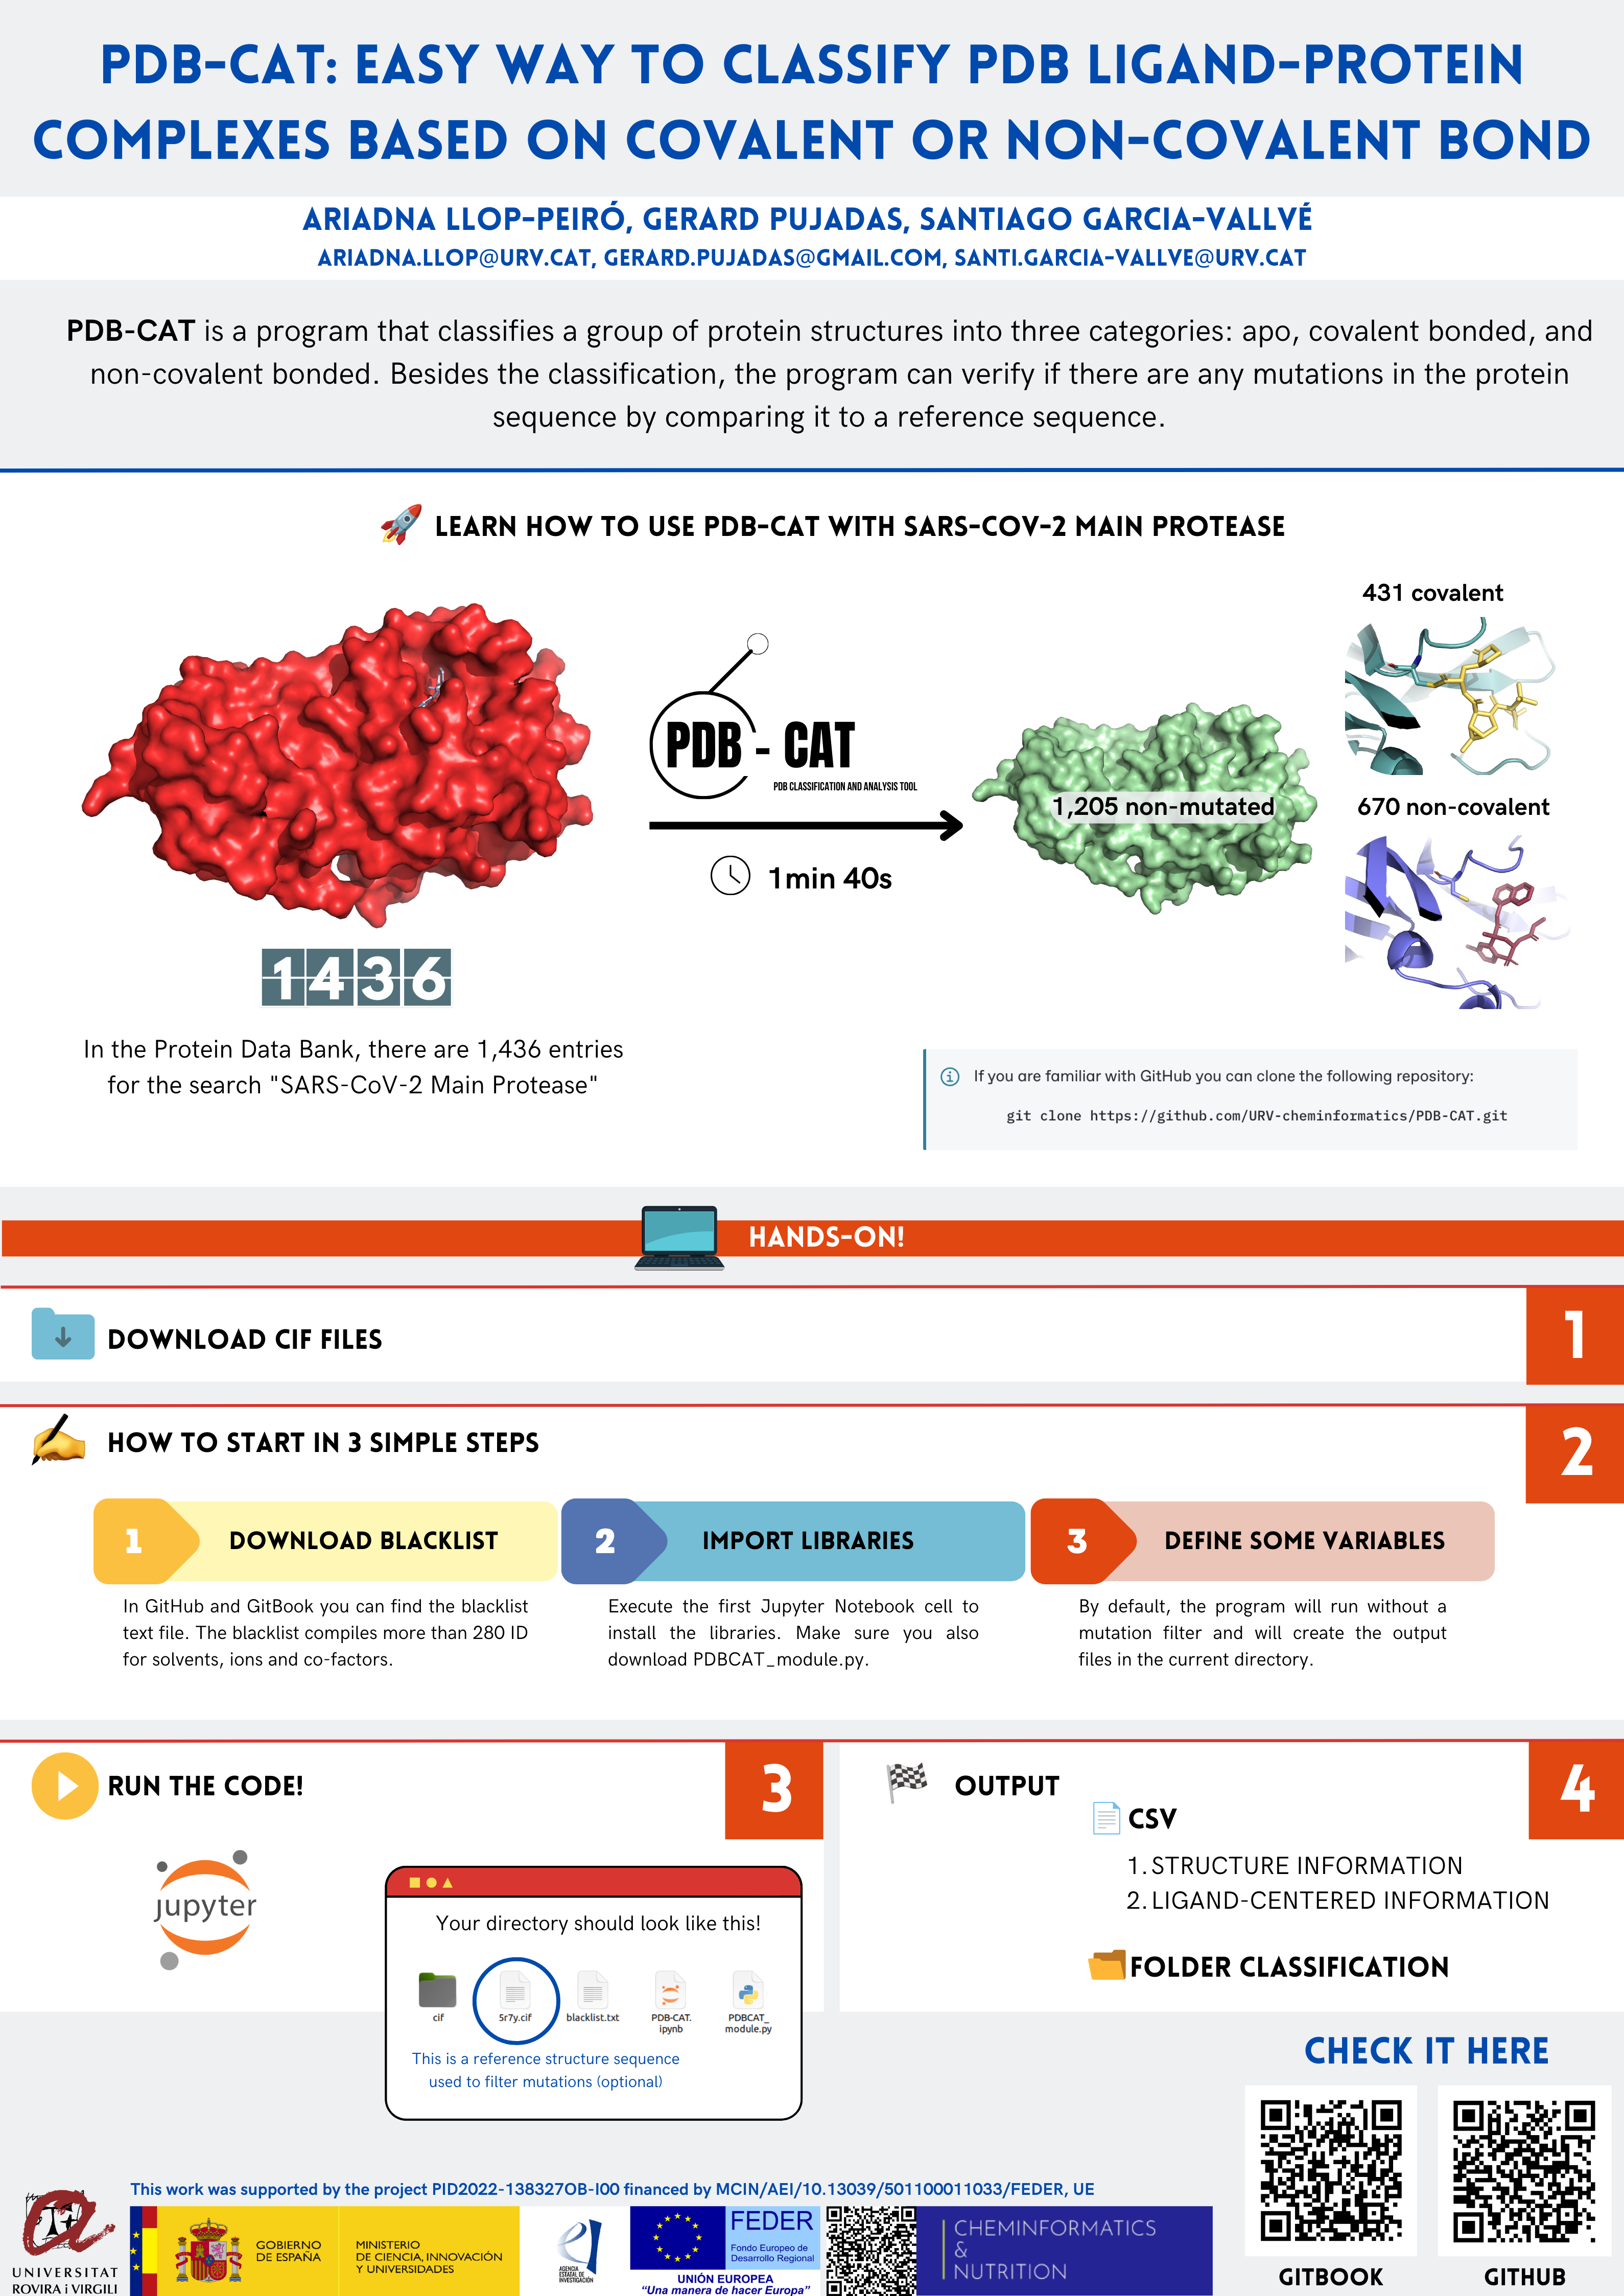 PDB-CAT: EASY WAY TO CLASSIFY PDB LIGAND-PROTEIN
COMPLEXES BASED ON COVALENT OR NON-COVALENT BOND
ARIADNA LLOP-PEIRÓ, GERARD PUJADAS, SANTIAGO GARCIA-VALLVÉ
ARIADNA.LLOP@URV.CAT, GERARD.PUJADAS@GMAIL.COM, SANTI.GARCIA-VALLVE@URV.CAT
PDB-CAT is a program that classifies a group of protein structures into three categories: apo, covalent bonded, and
non-covalent bonded. Besides the classification, the program can verify if there are any mutations in the protein
sequence by comparing it to a reference sequence.
LEARN HOW TO USE PDB-CAT WITH SARS-COV-2 MAIN PROTEASE
431 covalent
PDB - CAT
PDB CLASSIFICATION AND ANALYSIS TOOL
1,205 non-mutated
670 non-covalent
1min 40s
1436
In the Protein Data Bank, there are 1,436 entries
for the search "SARS-CoV-2 Main Protease"
If you are familiar with GitHub you can clone the following repository:
git clone https://github.com/URV-cheminformatics/PDB-CAT.git
HANDS-ON!
DOWNLOAD CIF FILES
1
HOW TO START IN 3 SIMPLE STEPS
2
1 DOWNLOAD BLACKLIST
In GitHub and GitBook you can find the blacklist
text file. The blacklist compiles more than 280 ID
for solvents, ions and co-factors.
2 IMPORT LIBRARIES
Execute the first Jupyter Notebook cell to
install the libraries. Make sure you also
download PDBCAT_module.py.
3 DEFINE SOME VARIABLES
By default, the program will run without a
mutation filter and will create the output
files in the current directory.
RUN THE CODE!
3
jupyter
Your directory should look like this!
cif
5r7y.cif
blacklist.txt
PDB-CAT.
ipynb
PDBCAT_
module.py
This is a reference structure sequence
used to filter mutations (optional)
OUTPUT
4
CSV
1. STRUCTURE INFORMATION
2. LIGAND-CENTERED INFORMATION
FOLDER CLASSIFICATION
CHECK IT HERE
GITBOOK
GITHUB
This work was supported by the project PID2022-138327OB-I00 financed by MCIN/AEI/10.13039/501100011033/FEDER, UE
UNIVERSITAT
ROVIRA i VIRGILI
GOBIERNO
DE ESPAÑA
MINISTERIO
DE CIENCIA, INNOVACIÓN
Y UNIVERSIDADES
AGENCIA
ESTATAL DE
INVESTIGACIÓN
FEDER
Fondo Europeo de
Desarrollo Regional
UNIÓN EUROPEA
"Una manera de hacer Europa"
CHEMINFORMATICS
&
NUTRITION